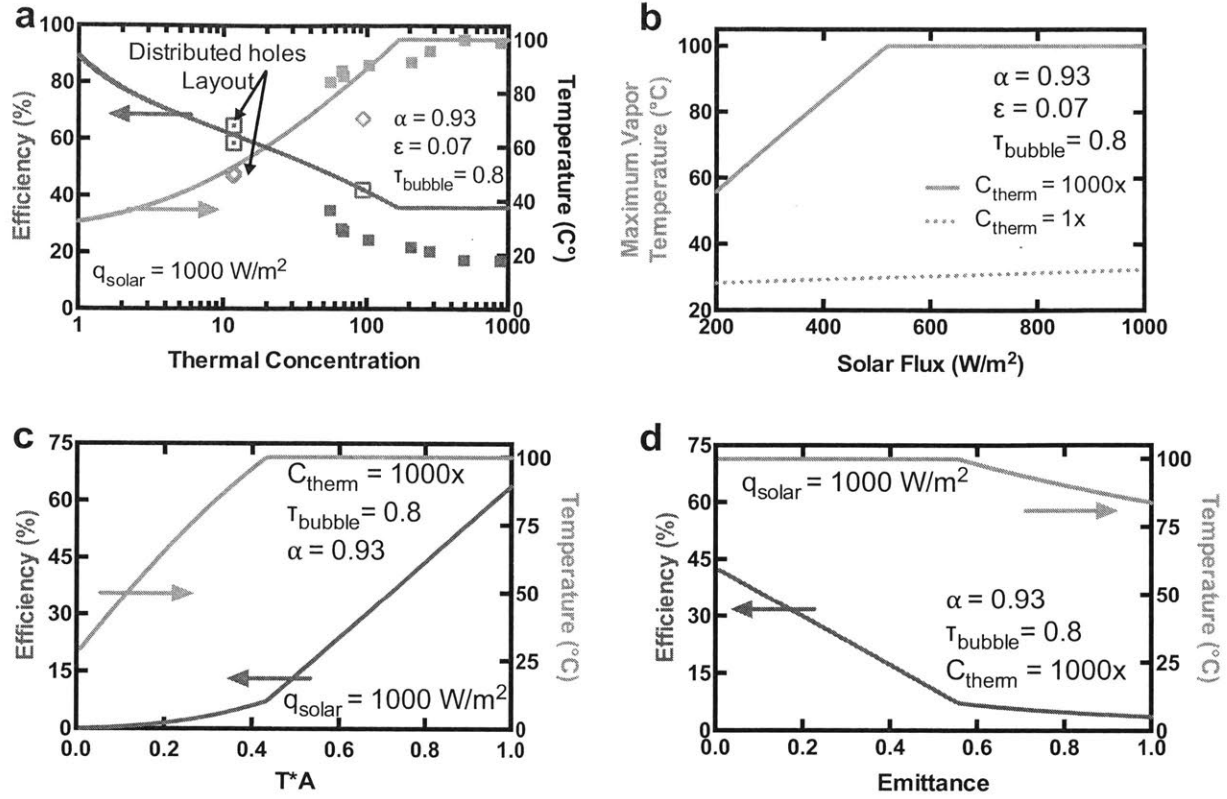 a
100
80
60
40
20
0
Efficiency (%)
Distributed holes
Layout
α = 0.93
ε = 0.07
τbubble = 0.8
qsolar = 1000 W/m²
100
80
60
40
20
0
Temperature (C°)
1
10
100
1000
Thermal Concentration
b
100
80
60
40
20
Maximum Vapor
Temperature (°C)
α = 0.93
ε = 0.07
τbubble = 0.8
Ctherm = 1000x
Ctherm = 1x
200
400
600
800
1000
Solar Flux (W/m²)
c
75
60
45
30
15
0
Efficiency (%)
Ctherm = 1000x
τbubble = 0.8
α = 0.93
qsolar = 1000 W/m²
100
75
50
25
0
Temperature (°C)
0.0
0.2
0.4
0.6
0.8
1.0
T*A
d
75
60
45
30
15
0
Efficiency (%)
qsolar = 1000 W/m²
α = 0.93
τbubble = 0.8
Ctherm = 1000x
100
75
50
25
0
Temperature (°C)
0.0
0.2
0.4
0.6
0.8
1.0
Emittance